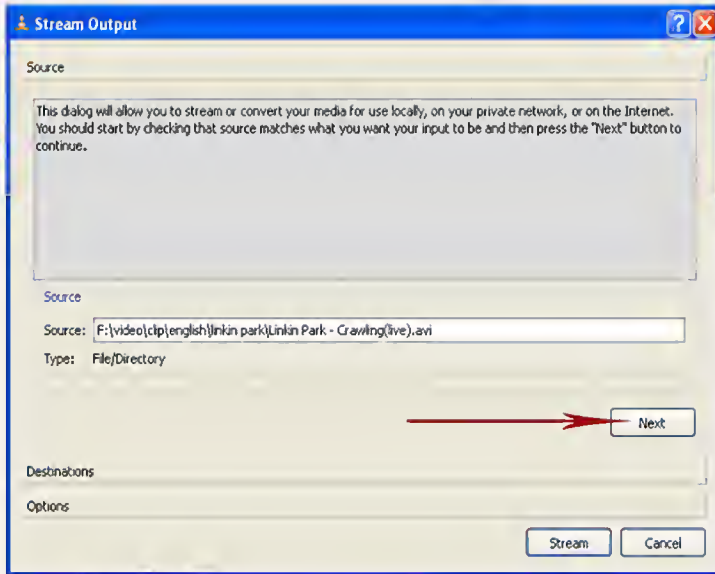 Stream Output
Source
This dialog will allow you to stream or convert your media for use locally, on your private network, or on the Internet.
You should start by checking that source matches what you want your input to be and then press the "Next" button to
continue.
Source
Source: F:\video\clip\english\linkin park\Linkin Park - Crawling(live).avi
Type: File/Directory
Next
Destinations
Options
Stream Cancel